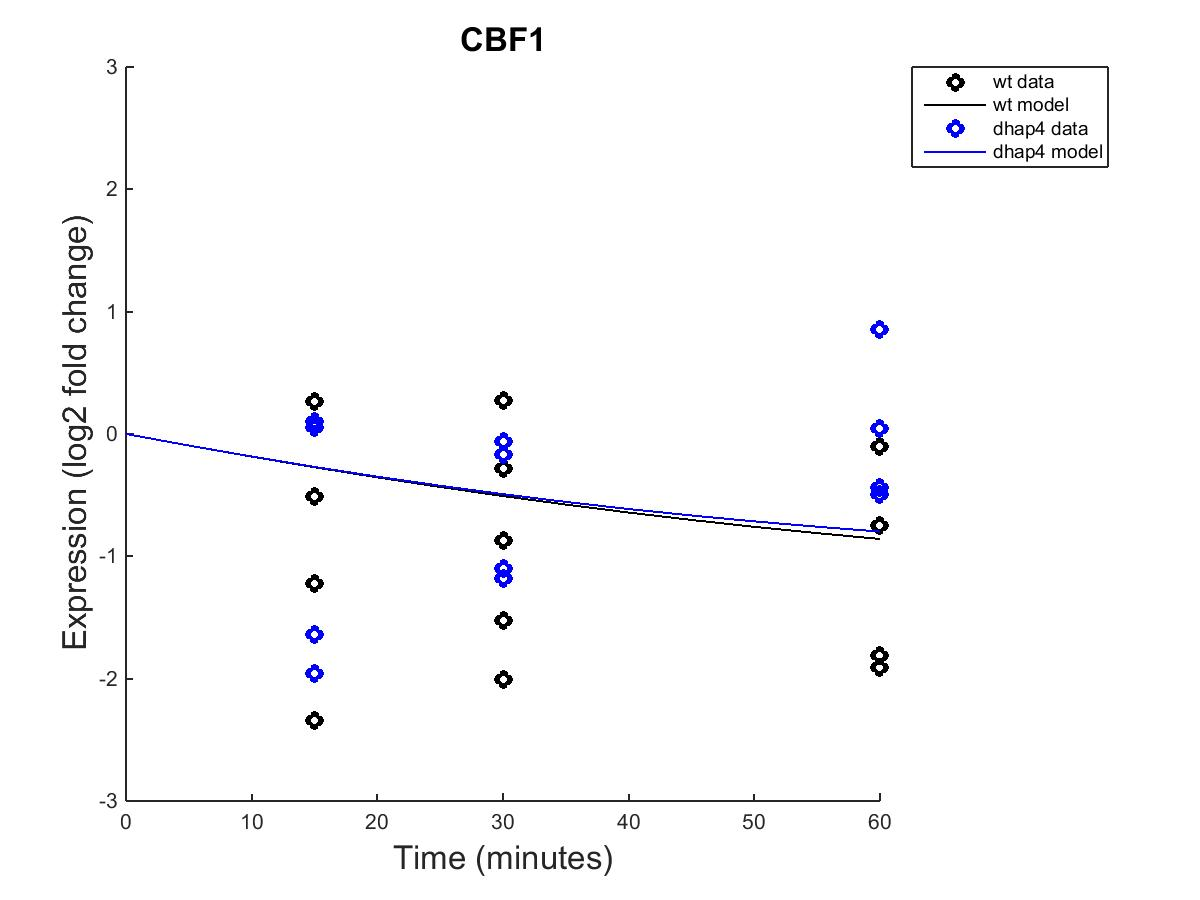 CBF1
3
2
1
0
-1
-2
-3
Expression (log2 fold change)
0 10 20 30 40 50 60
Time (minutes)
wt data
wt model
dhap4 data
dhap4 model